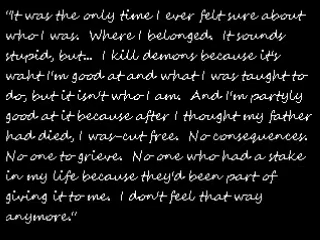 "It was the only time I ever felt sure about
who I was.  Where I belonged.  It sounds
stupid, but...  I kill demons because it's
waht I'm good at and what I was taught to
do, but it isn't who I am.  And I'm partyly
good at it because after I thought my father
had died, I was-cut free.  No consequences.
No one to grieve.  No one who had a stake
in my life because they'd been part of
giving it to me.  I don't feel that way
anymore."